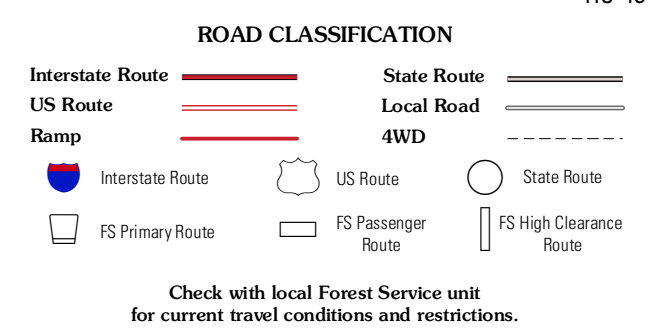 ROAD CLASSIFICATION
Interstate Route
State Route
US Route
Local Road
Ramp
4WD
Interstate Route
US Route
State Route
FS Primary Route
FS Passenger
Route
FS High Clearance
Route
Check with local Forest Service unit
for current travel conditions and restrictions.